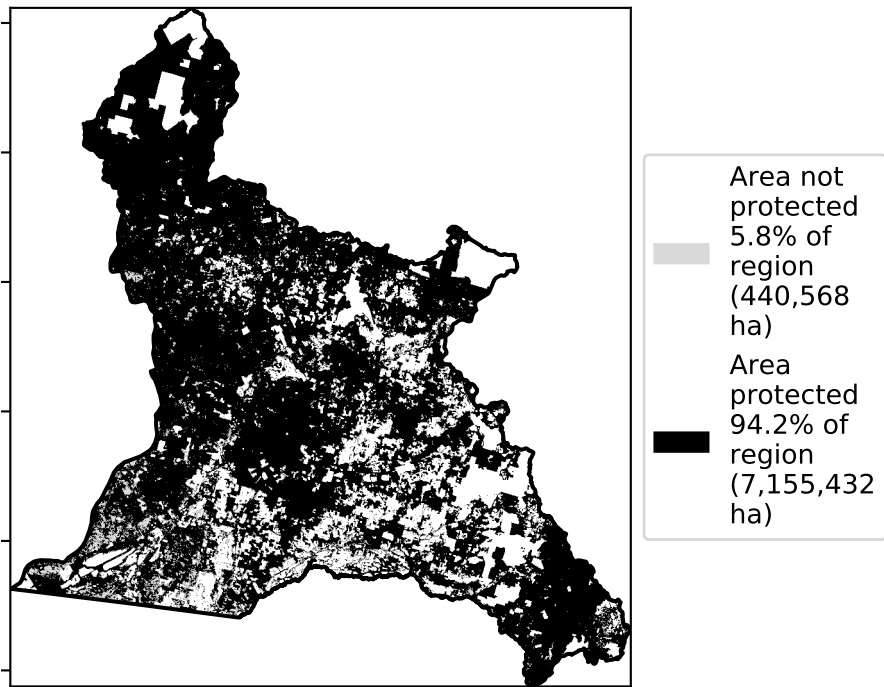 Area not
protected
5.8% of
region
(440,568
ha)
Area
protected
94.2% of
region
(7,155,432
ha)